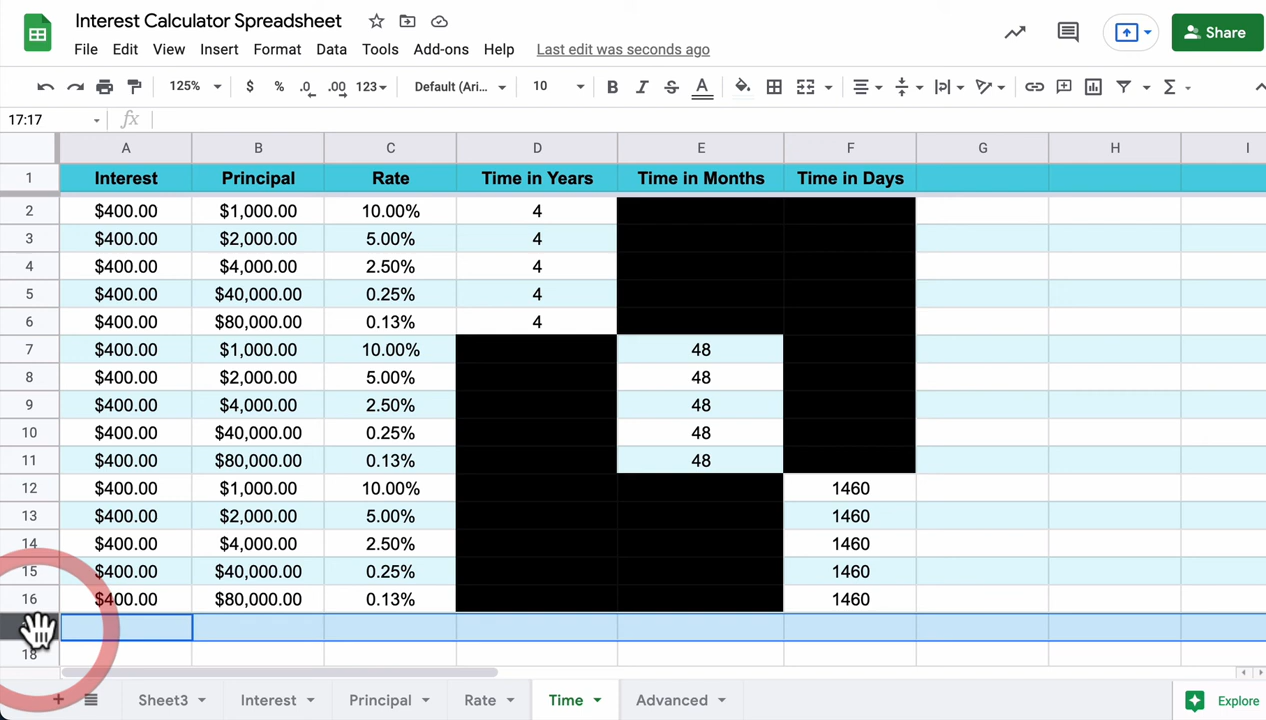 Interest Calculator Spreadsheet
File Edit View Insert Format Data Tools Add-ons Help Last edit was seconds ago
Share
125% $ % .0 .00 123 Default (Ari... 10 B I S A Σ
17:17 fx
A B C D E F G H I
1 Interest Principal Rate Time in Years Time in Months Time in Days
2 $400.00 $1,000.00 10.00% 4
3 $400.00 $2,000.00 5.00% 4
4 $400.00 $4,000.00 2.50% 4
5 $400.00 $40,000.00 0.25% 4
6 $400.00 $80,000.00 0.13% 4
7 $400.00 $1,000.00 10.00% 48
8 $400.00 $2,000.00 5.00% 48
9 $400.00 $4,000.00 2.50% 48
10 $400.00 $40,000.00 0.25% 48
11 $400.00 $80,000.00 0.13% 48
12 $400.00 $1,000.00 10.00% 1460
13 $400.00 $2,000.00 5.00% 1460
14 $400.00 $4,000.00 2.50% 1460
15 $400.00 $40,000.00 0.25% 1460
16 $400.00 $80,000.00 0.13% 1460
18
Sheet3 Interest Principal Rate Time Advanced Explore